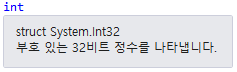 int
struct System.Int32
부호 있는 32비트 정수를 나타냅니다.